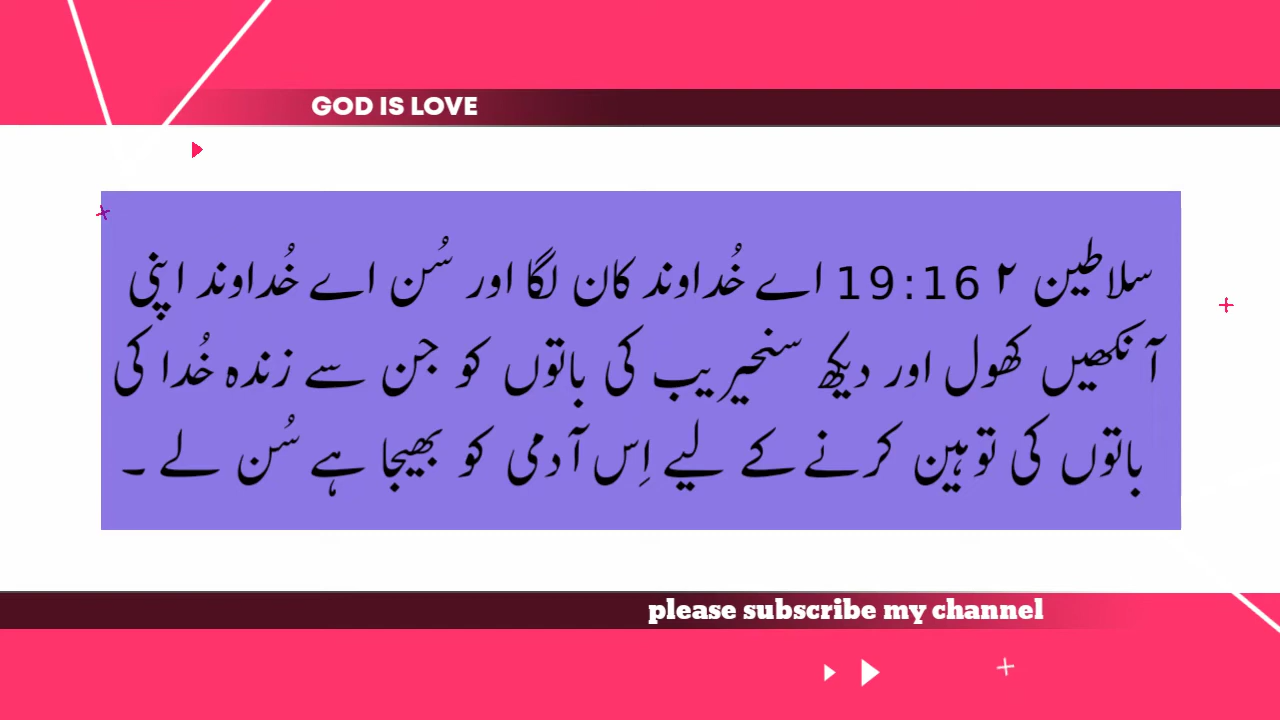 GOD IS LOVE
سلاطین ۲ 19:16 اے خُداوند کان لگا اور سُن اے خُداوند اپنی
آنکھیں کھول اور دیکھ سنحیریب کی باتوں کو جن سے زندہ خُدا کی
باتوں کی توہین کرنے کے لیے اِس آدمی کو بھیجا ہے سُن لے ۔
please subscribe my channel